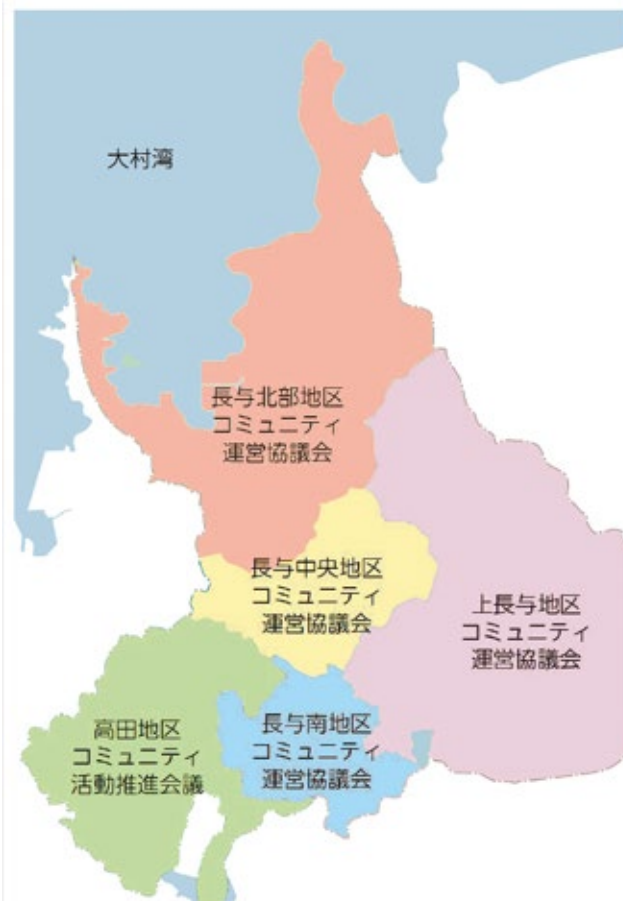 大村湾
長与北部地区
コミュニティ
運営協議会
長与中央地区
コミュニティ
運営協議会
上長与地区
コミュニティ
運営協議会
高田地区
コミュニティ
活動推進会議
長与南地区
コミュニティ
運営協議会